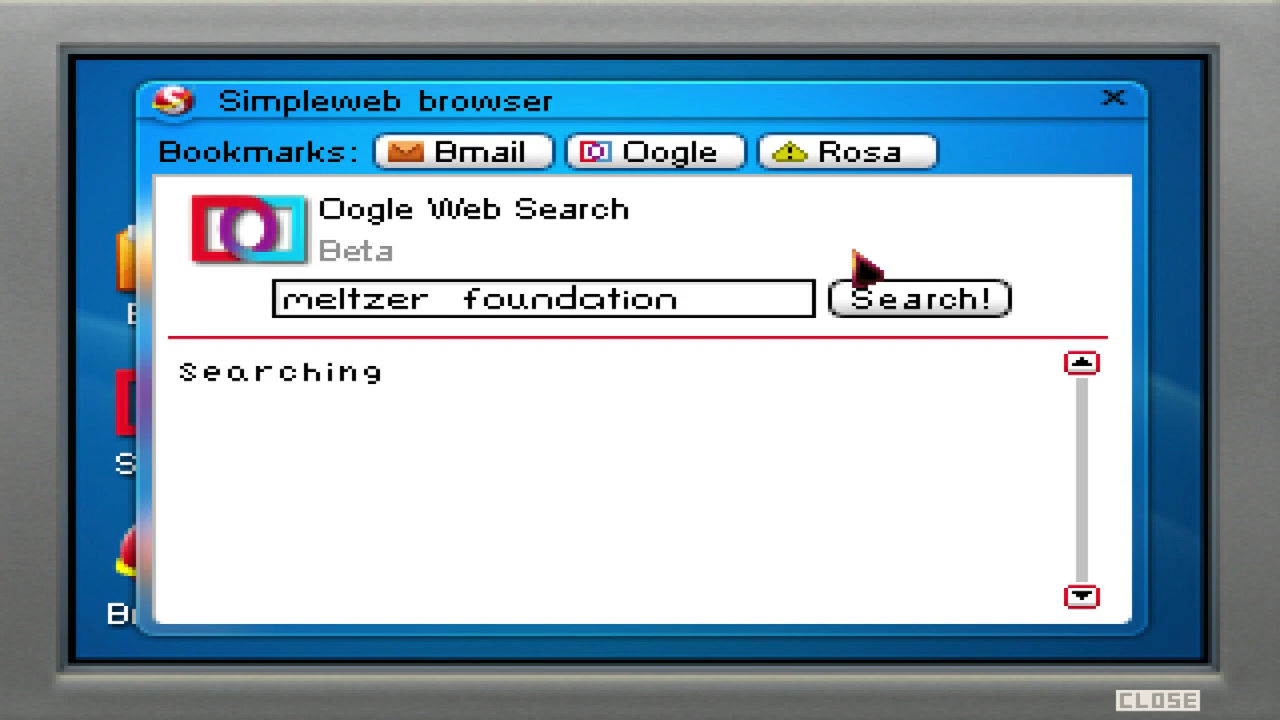 Simpleweb browser
Bookmarks: Bmail Oogle Rosa
Oogle Web Search
Beta
meltzer foundation Search!
Searching
CLOSE